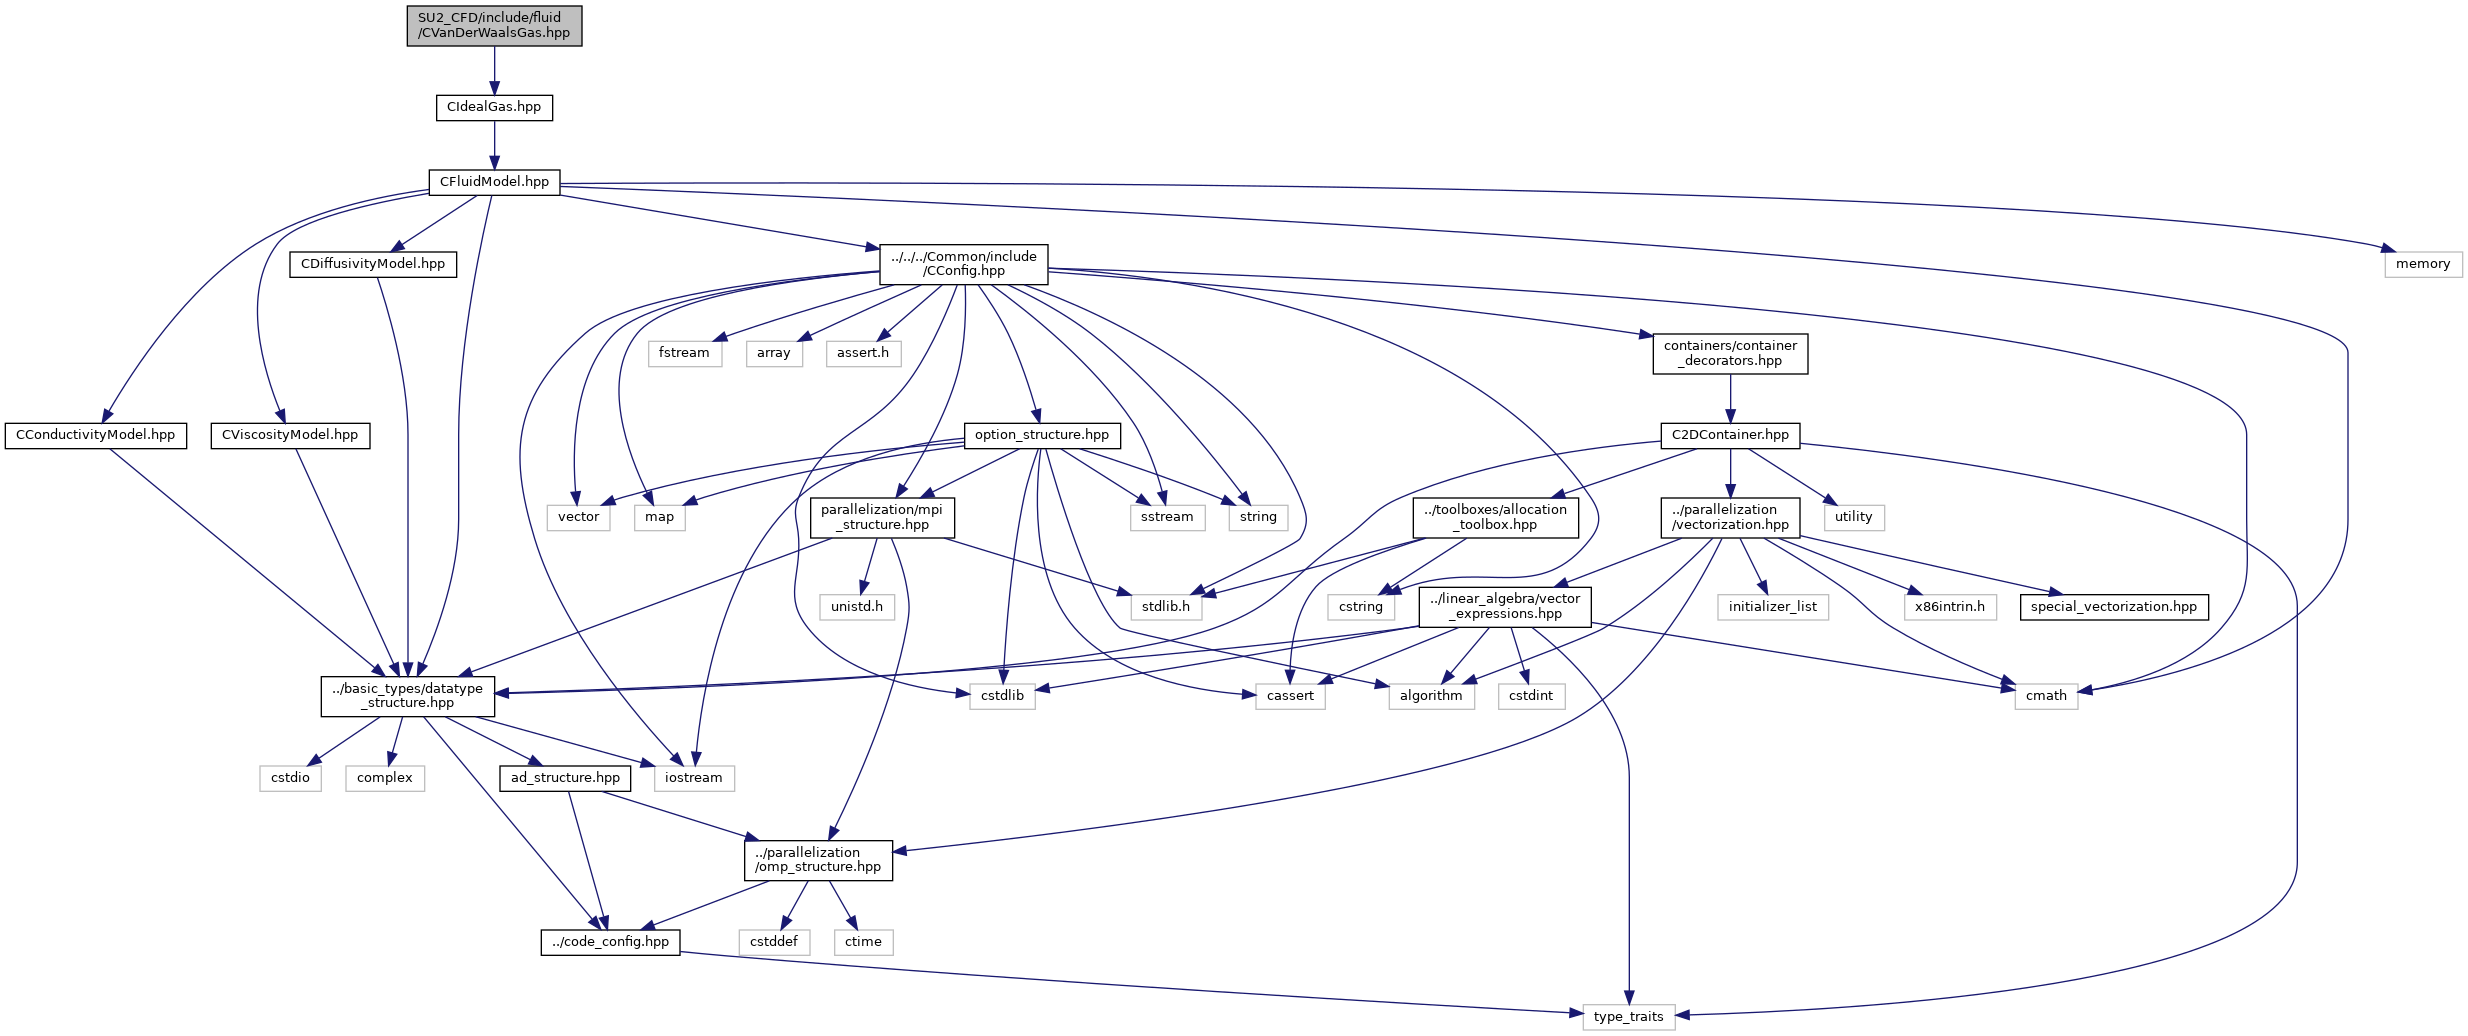 SU2_CFD/include/fluid
/CVanDerWaalsGas.hpp
CIdealGas.hpp
CFluidModel.hpp
../../../Common/include
/CConfig.hpp
CDiffusivityModel.hpp
memory
fstream
array
assert.h
containers/container
_decorators.hpp
CConductivityModel.hpp
CViscosityModel.hpp
option_structure.hpp
C2DContainer.hpp
vector
map
parallelization/mpi
_structure.hpp
sstream
string
../toolboxes/allocation
_toolbox.hpp
../parallelization
/vectorization.hpp
utility
unistd.h
stdlib.h
cstring
../linear_algebra/vector
_expressions.hpp
initializer_list
x86intrin.h
special_vectorization.hpp
../basic_types/datatype
_structure.hpp
cstdlib
cassert
algorithm
cstdint
cmath
cstdio
complex
ad_structure.hpp
iostream
../parallelization
/omp_structure.hpp
../code_config.hpp
cstddef
ctime
type_traits